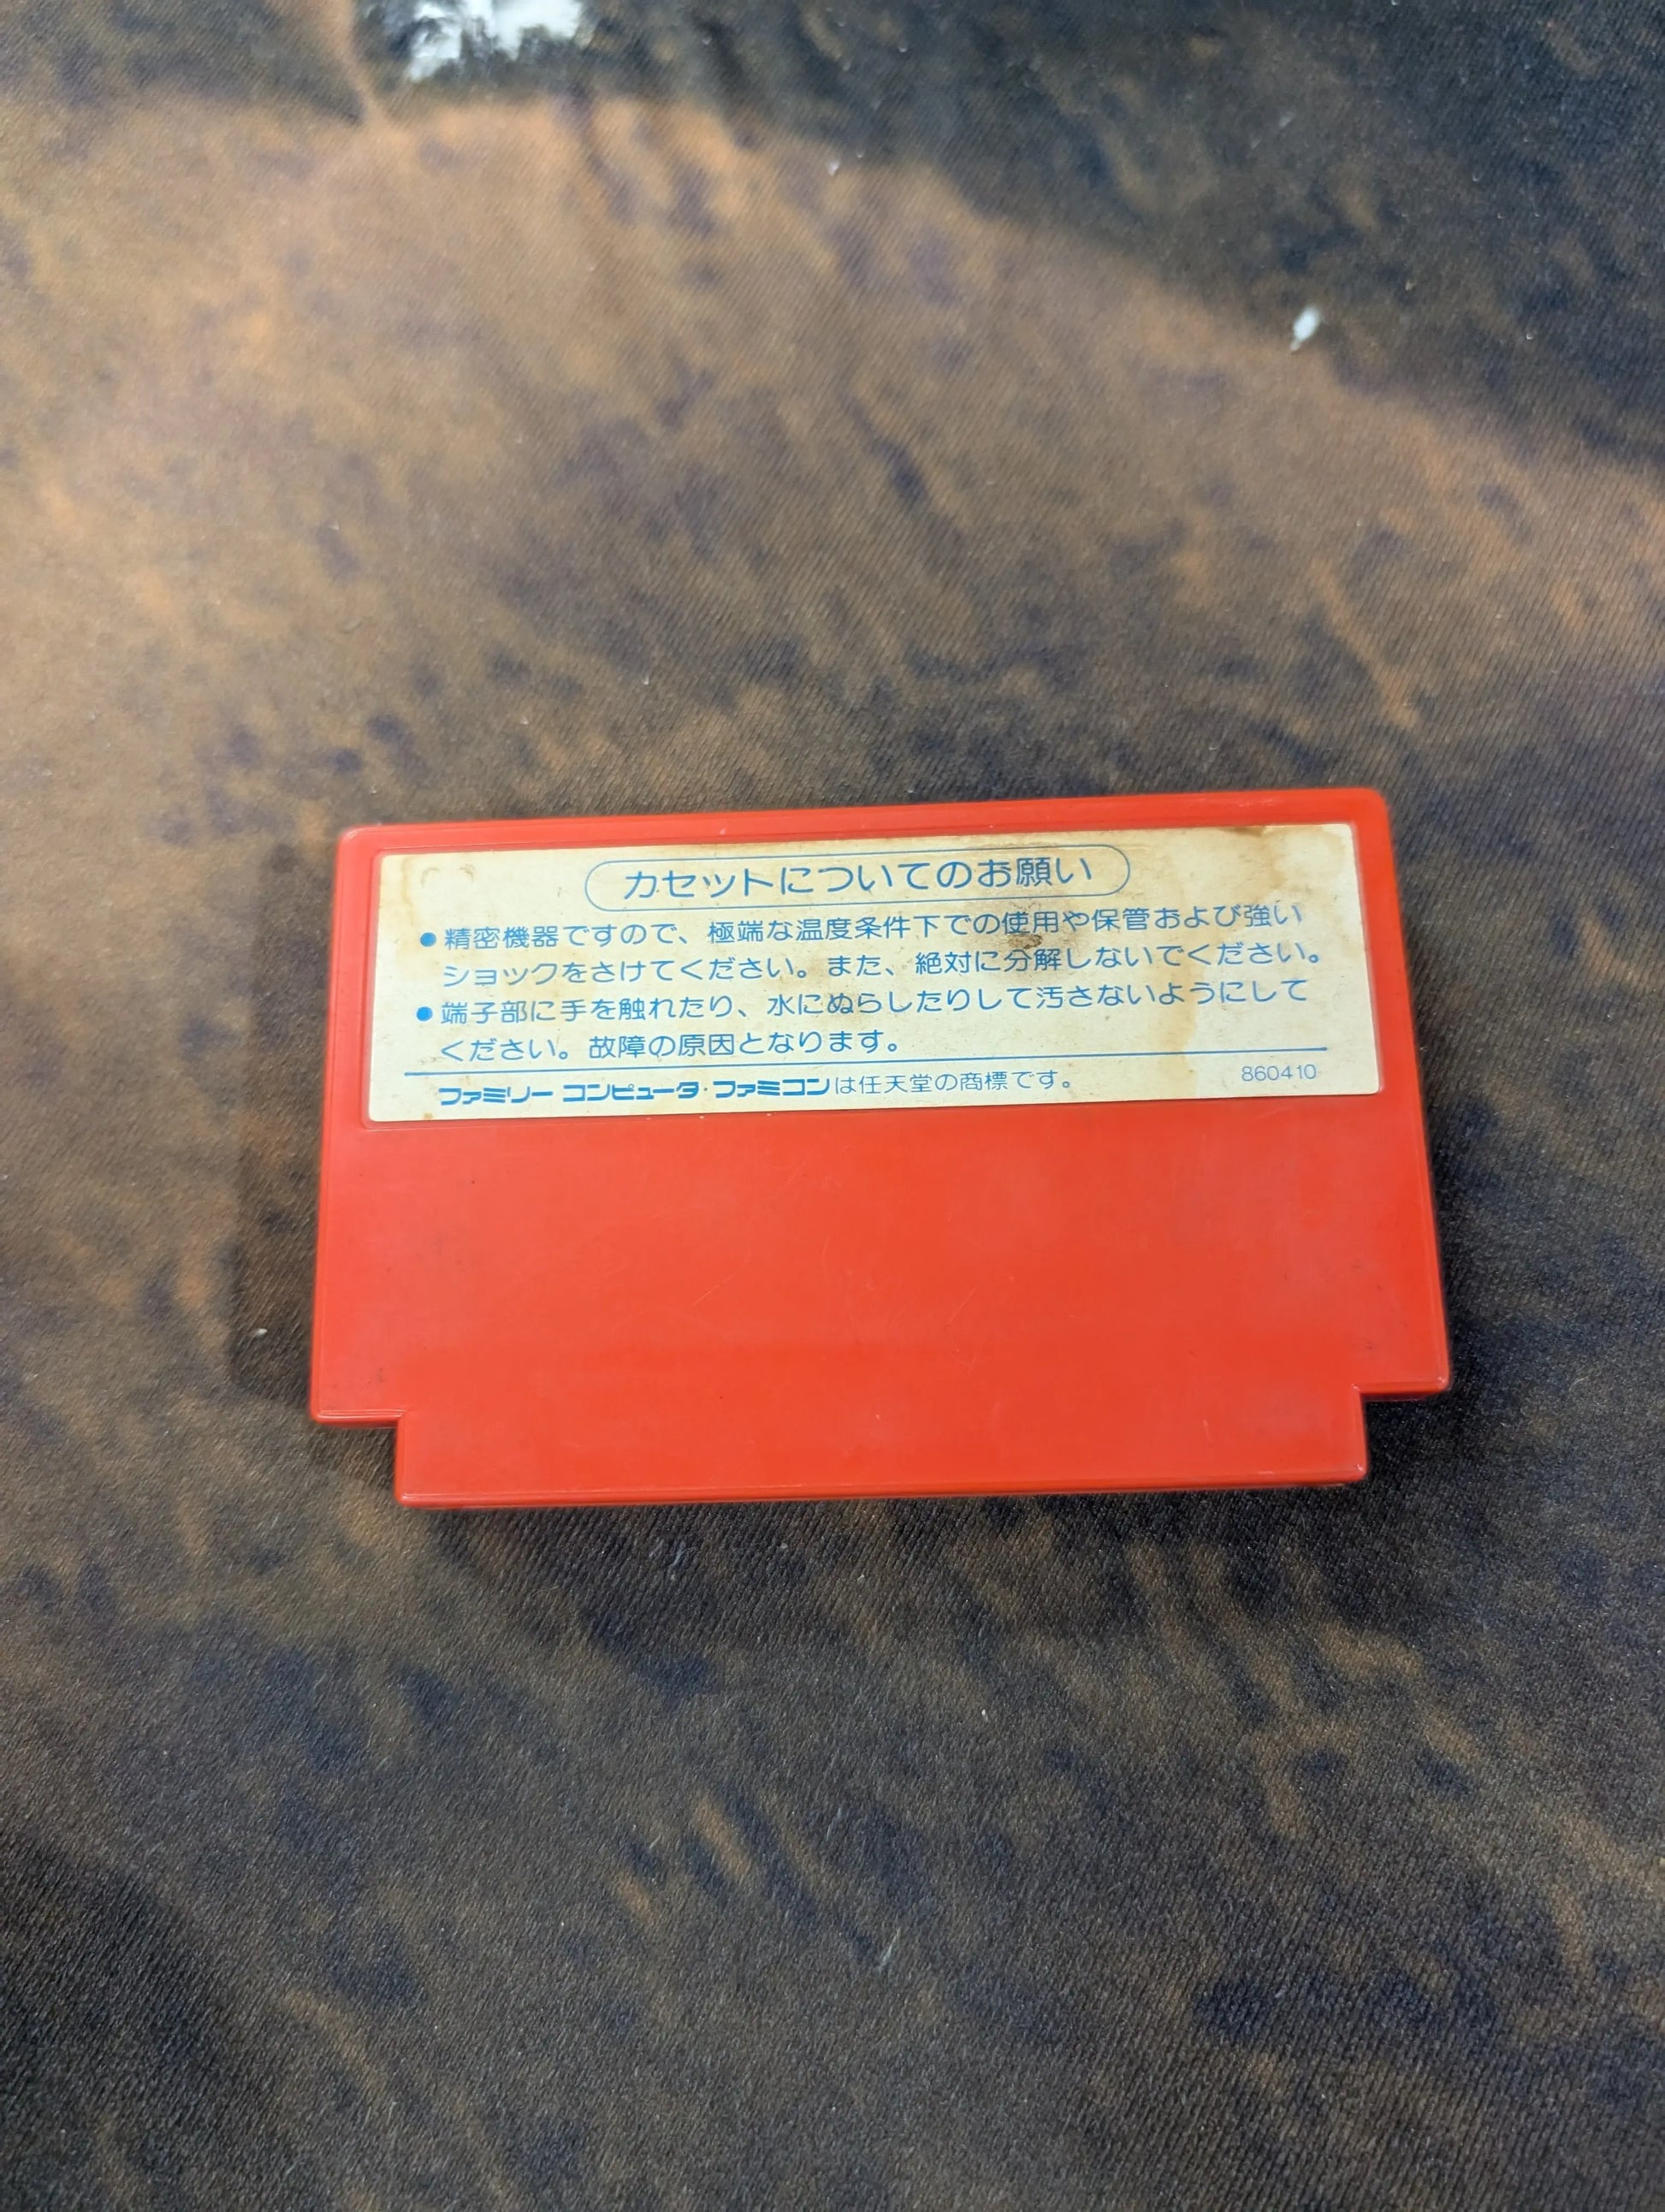 カセットについてのお願い
●精密機器ですので、極端な温度条件下での使用や保管および強い
ショックをさけてください。また、絶対に分解しないでください。
●端子部に手を触れたり、水にぬらしたりして汚さないようにして
ください。故障の原因となります。
ファミリー コンピュータ・ファミコンは任天堂の商標です。 860410